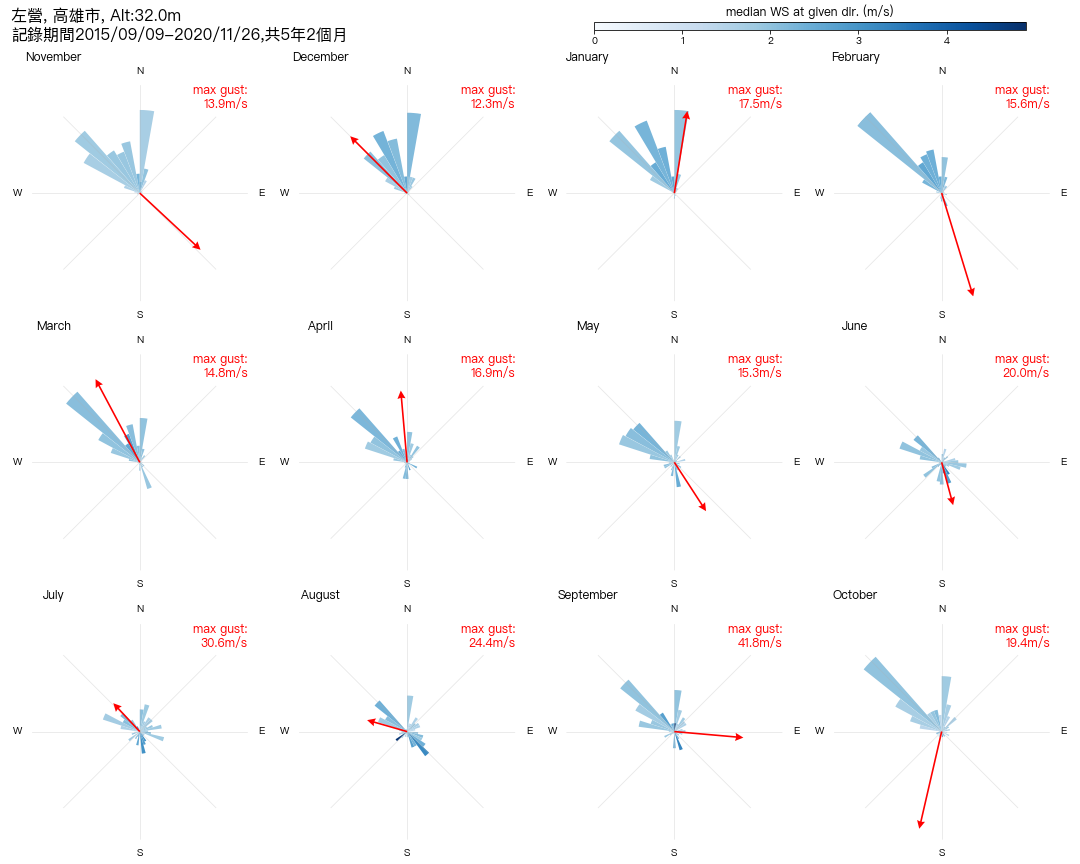 左營, 高雄市, Alt:32.0m
記錄期間2015/09/09-2020/11/26,共5年2個月
median WS at given dir. (m/s)
0 1 2 3 4
November
N
max gust:
13.9m/s
W E
S
December
N
max gust:
12.3m/s
W E
S
January
N
max gust:
17.5m/s
W E
S
February
N
max gust:
15.6m/s
W E
S
March
N
max gust:
14.8m/s
W E
S
April
N
max gust:
16.9m/s
W E
S
May
N
max gust:
15.3m/s
W E
S
June
N
max gust:
20.0m/s
W E
S
July
N
max gust:
30.6m/s
W E
S
August
N
max gust:
24.4m/s
W E
S
September
N
max gust:
41.8m/s
W E
S
October
N
max gust:
19.4m/s
W E
S